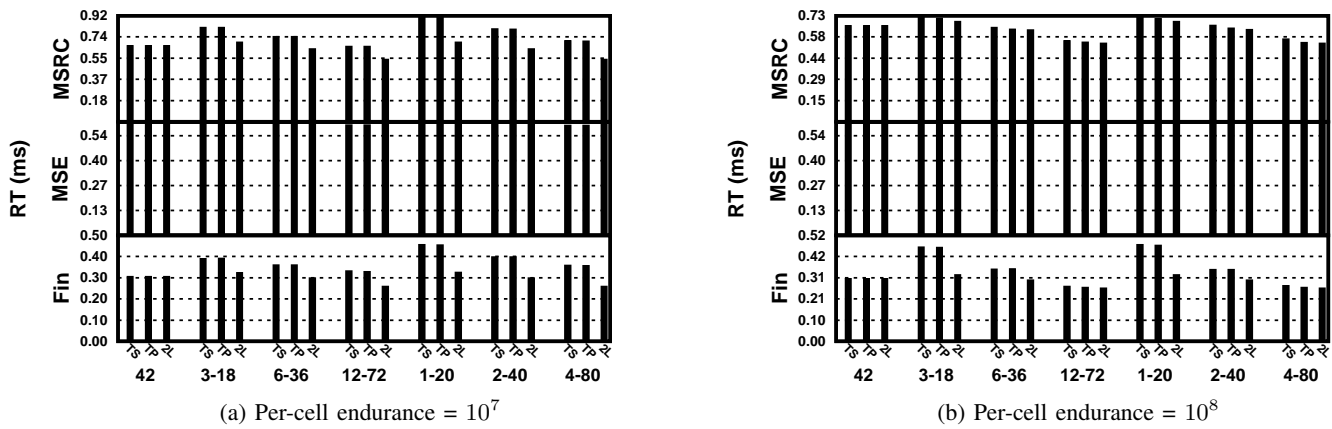 RT (ms)
MSRC
0.92
0.74
0.55
0.37
0.18
MSE
0.54
0.40
0.27
0.13
Fin
0.50
0.40
0.30
0.20
0.10
0.00
TS TP 2L TS TP 2L TS TP 2L TS TP 2L TS TP 2L TS TP 2L TS TP 2L
42 3-18 6-36 12-72 1-20 2-40 4-80
(a) Per-cell endurance = 10⁷
RT (ms)
MSRC
0.73
0.58
0.44
0.29
0.15
MSE
0.54
0.40
0.27
0.13
Fin
0.52
0.42
0.31
0.21
0.10
0.00
TS TP 2L TS TP 2L TS TP 2L TS TP 2L TS TP 2L TS TP 2L TS TP 2L
42 3-18 6-36 12-72 1-20 2-40 4-80
(b) Per-cell endurance = 10⁸